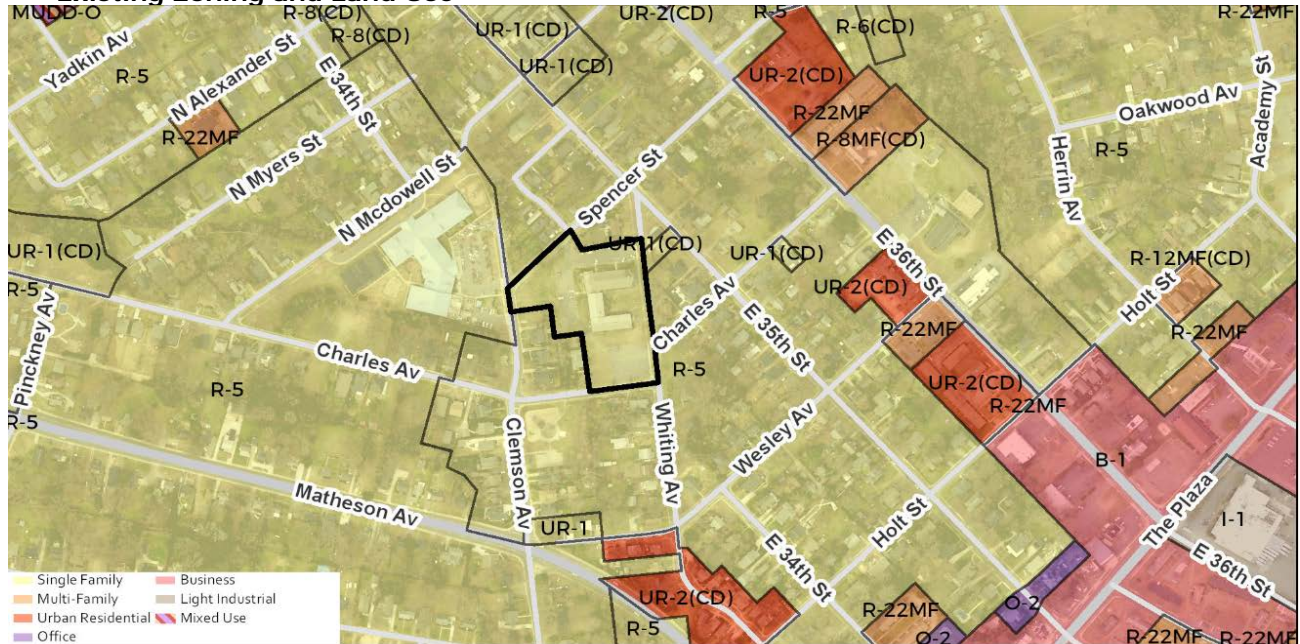 Existing Zoning and Land Use
MUDD-O
R-8(CD)
UR-1(CD)
UR-2(CD)
R-5
R-6(CD)
R-22MF
Yadkin Av
R-5
N Alexander St
E 34th St
UR-1(CD)
UR-2(CD)
R-22MF
R-8MF(CD)
Oakwood Av
Academy St
R-22MF
N Myers St
N Mcdowell St
Spencer St
Herrin Av
R-5
UR-1(CD)
R-5
UR-1(CD)
UR-1(CD)
E 36th St
UR-2(CD)
R-12MF(CD)
Holt St
Pinckney Av
Charles Av
Charles Av
E 35th St
R-22MF
R-22MF
R-5
R-5
UR-2(CD)
R-22MF
R-5
Clemson Av
Whiting Av
Wesley Av
B-1
Matheson Av
The Plaza
I-1
UR-1
Holt St
E 34th St
E 36th St
UR-2(CD)
R-5
R-22MF
O-2
O-2
R-22MF
R-22MF
Single Family
Business
Multi-Family
Light Industrial
Urban Residential
Mixed Use
Office